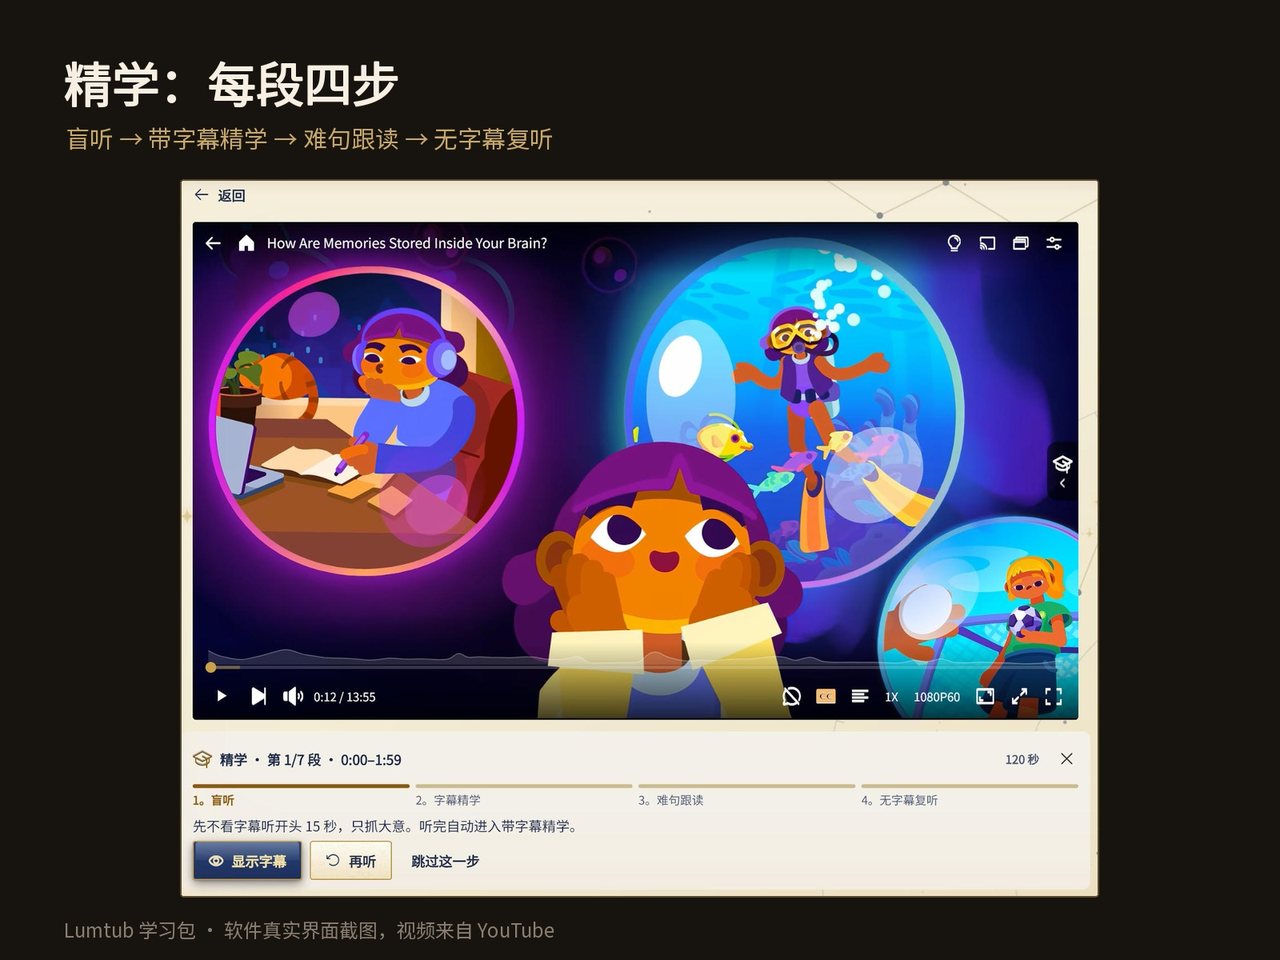 精学：每段四步
盲听 → 带字幕精学 → 难句跟读 → 无字幕复听
← 返回
How Are Memories Stored Inside Your Brain?
0:12 / 13:55
CC
1X
1080P60
精学 · 第 1/7 段 · 0:00–1:59
120 秒
1。盲听
2。字幕精学
3。难句跟读
4。无字幕复听
先不看字幕听开头 15 秒，只抓大意。听完自动进入带字幕精学。
显示字幕
再听
跳过这一步
Lumtub 学习包 · 软件真实界面截图，视频来自 YouTube